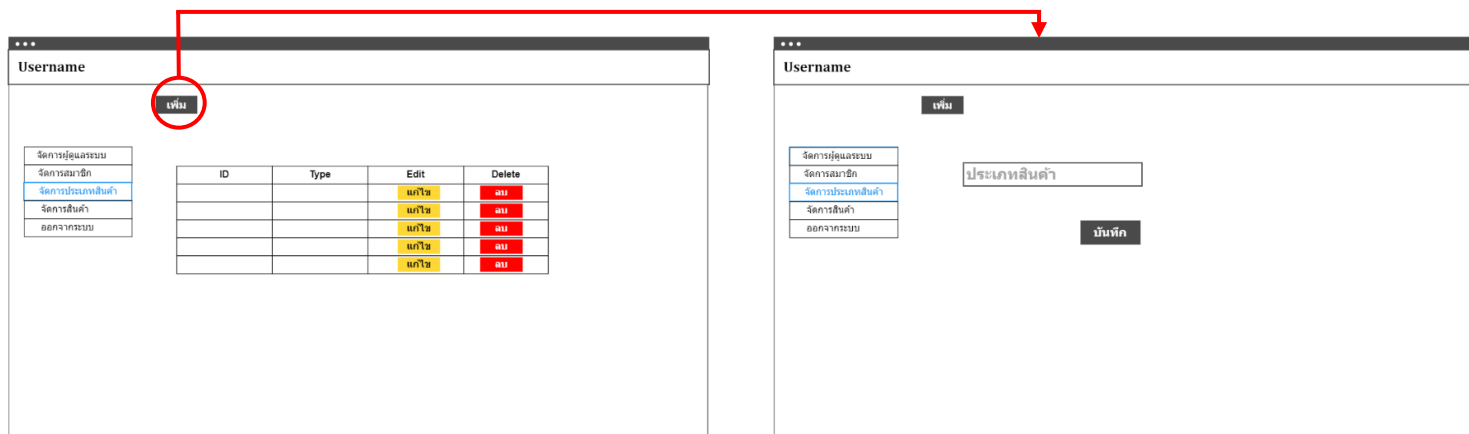 Username
เพิ่ม
จัดการผู้ดูแลระบบ
จัดการสมาชิก
จัดการประเภทสินค้า
จัดการสินค้า
ออกจากระบบ
ID Type Edit Delete
แก้ไข ลบ
แก้ไข ลบ
แก้ไข ลบ
แก้ไข ลบ
แก้ไข ลบ
Username
เพิ่ม
จัดการผู้ดูแลระบบ
จัดการสมาชิก
จัดการประเภทสินค้า
จัดการสินค้า
ออกจากระบบ
ประเภทสินค้า
บันทึก